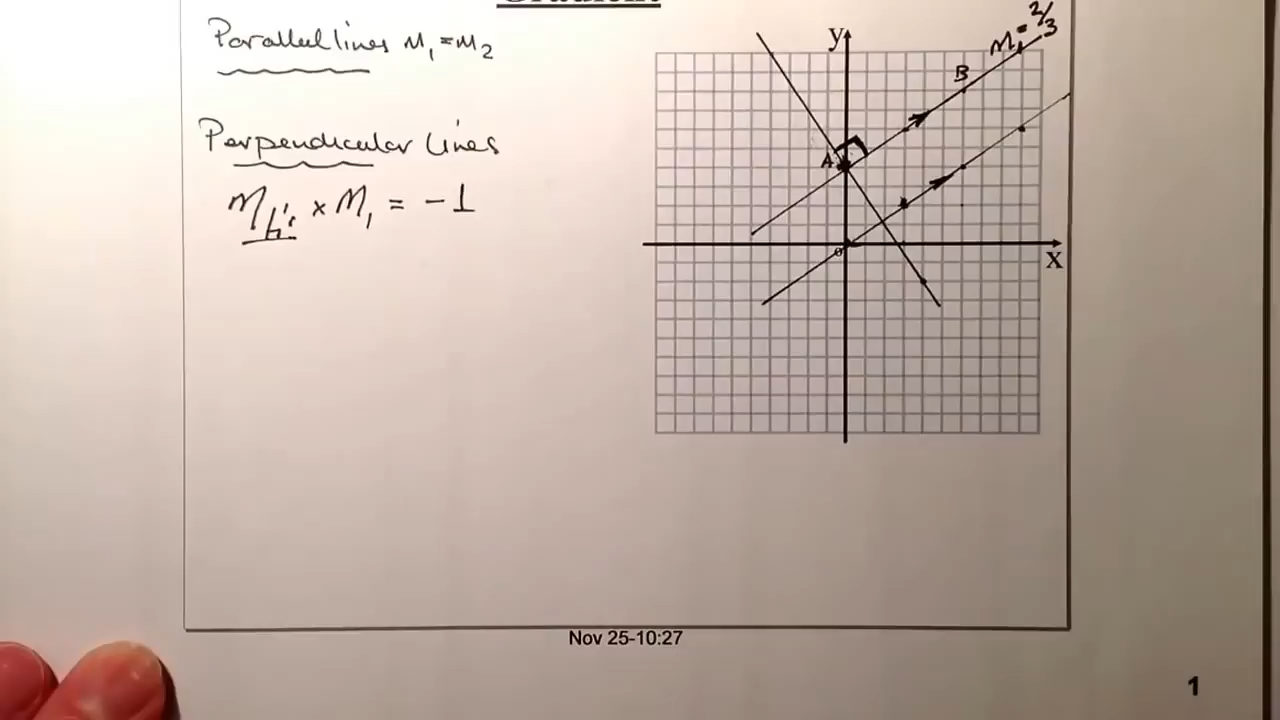 Parallel lines M₁=M₂
Perpendicular lines
M × M₁ = -1
y
M₁=2/3
B
A
o
x
Nov 25-10:27
1